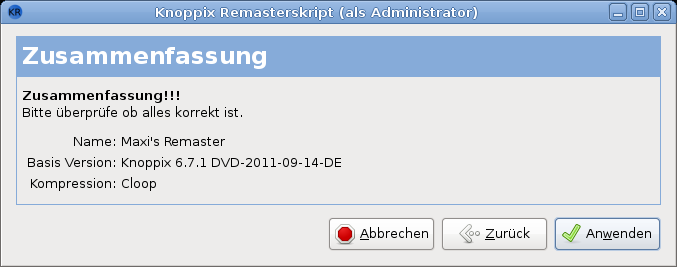 KR Knoppix Remasterskript (als Administrator)
Zusammenfassung
Zusammenfassung!!!
Bitte überprüfe ob alles korrekt ist.
Name: Maxi's Remaster
Basis Version: Knoppix 6.7.1 DVD-2011-09-14-DE
Kompression: Cloop
Abbrechen Zurück Anwenden